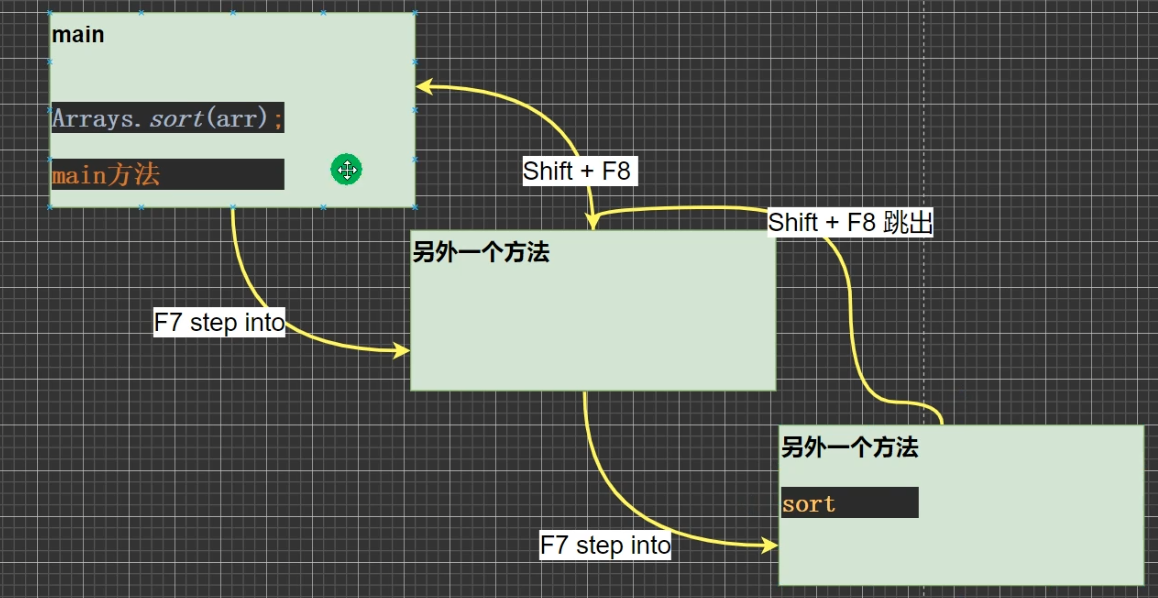 main
Arrays.sort(arr);
main方法
Shift + F8
Shift + F8 跳出
另外一个方法
F7 step into
另外一个方法
sort
F7 step into